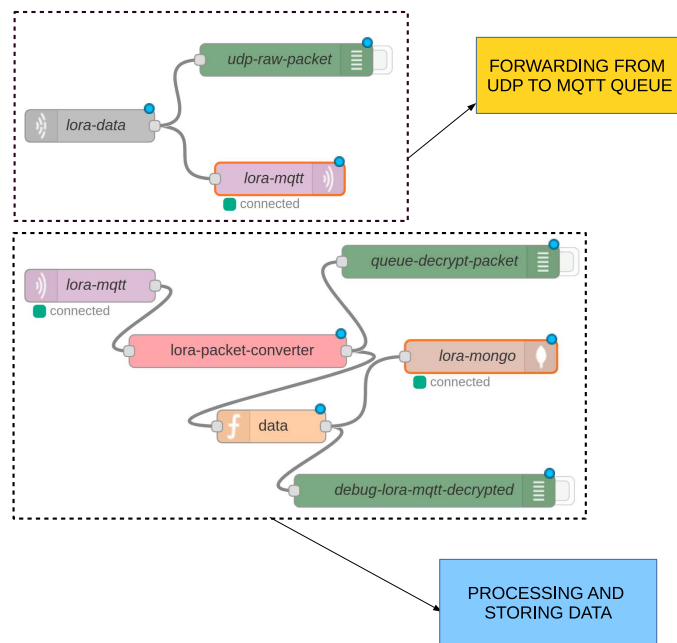 udp-raw-packet
FORWARDING FROM
UDP TO MQTT QUEUE
lora-data
lora-mqtt
connected
queue-decrypt-packet
lora-mqtt
connected
lora-packet-converter
lora-mongo
connected
data
debug-lora-mqtt-decrypted
PROCESSING AND
STORING DATA